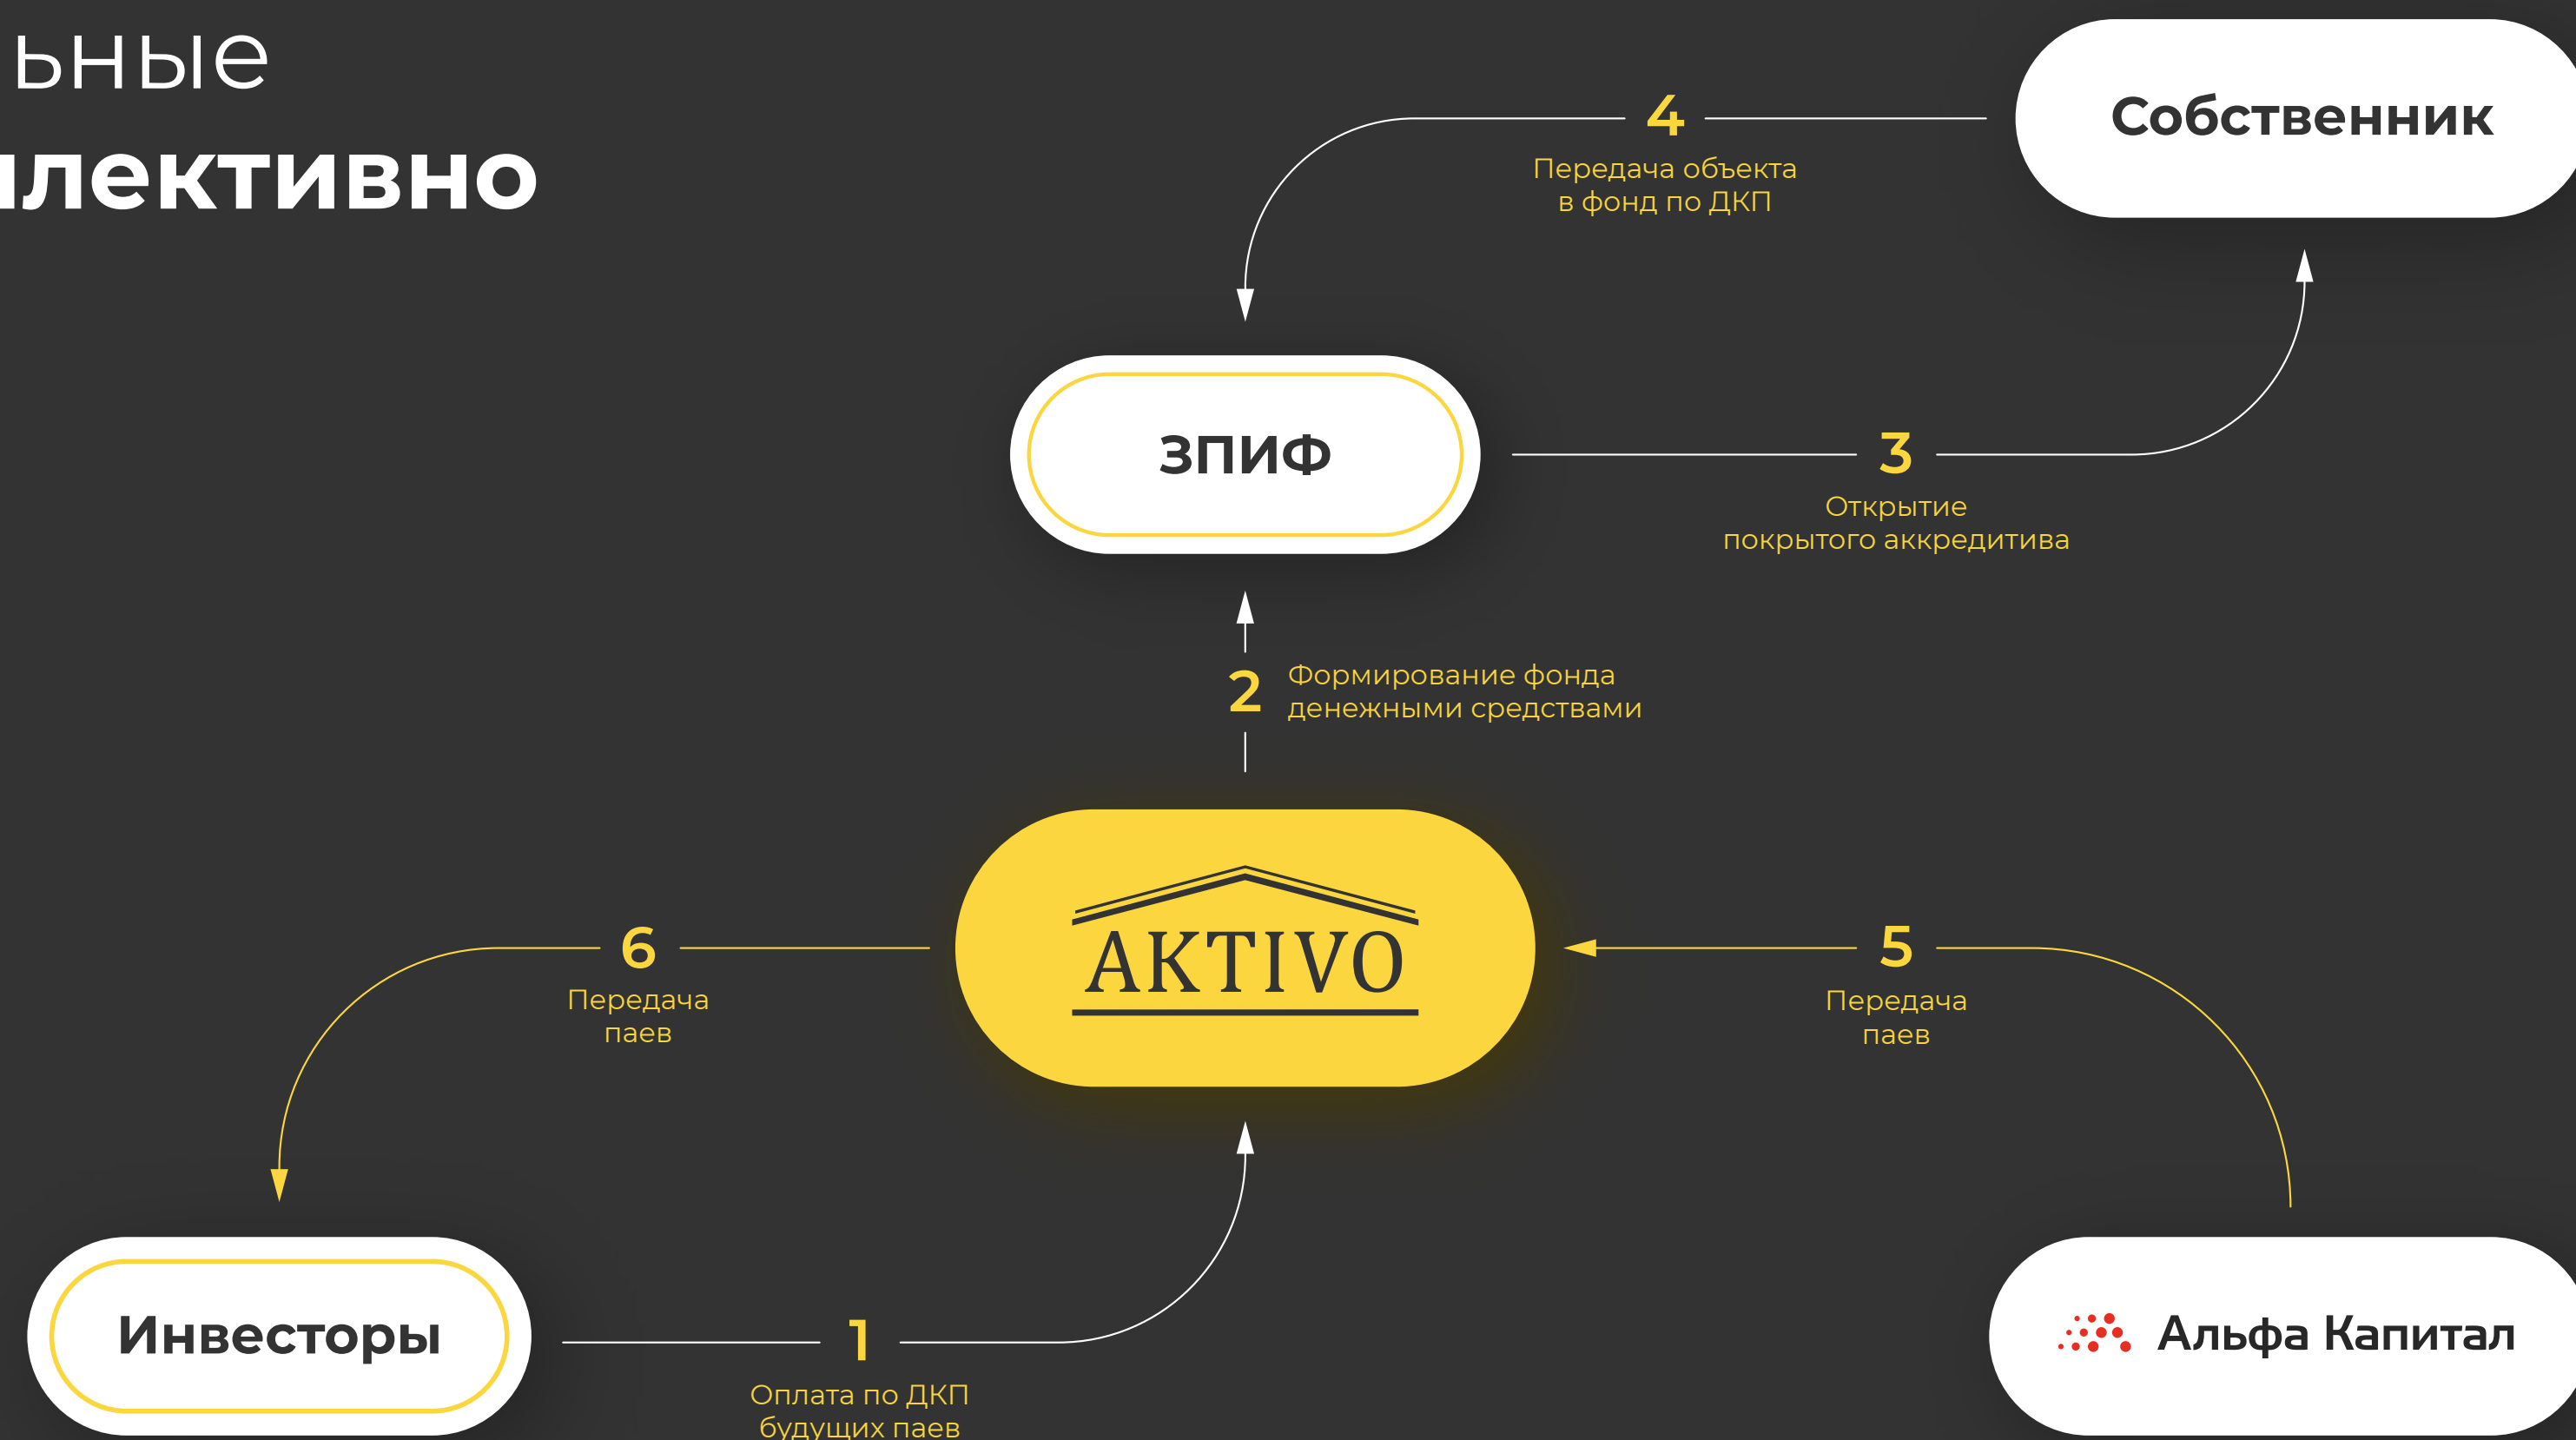 ьные
лективно
4
Передача объекта
в фонд по ДКП
Собственник
ЗПИФ
3
Открытие
покрытого аккредитива
2
Формирование фонда
денежными средствами
AKTIVO
6
Передача
паев
5
Передача
паев
Инвесторы
1
Оплата по ДКП
будущих паев
Альфа Капитал